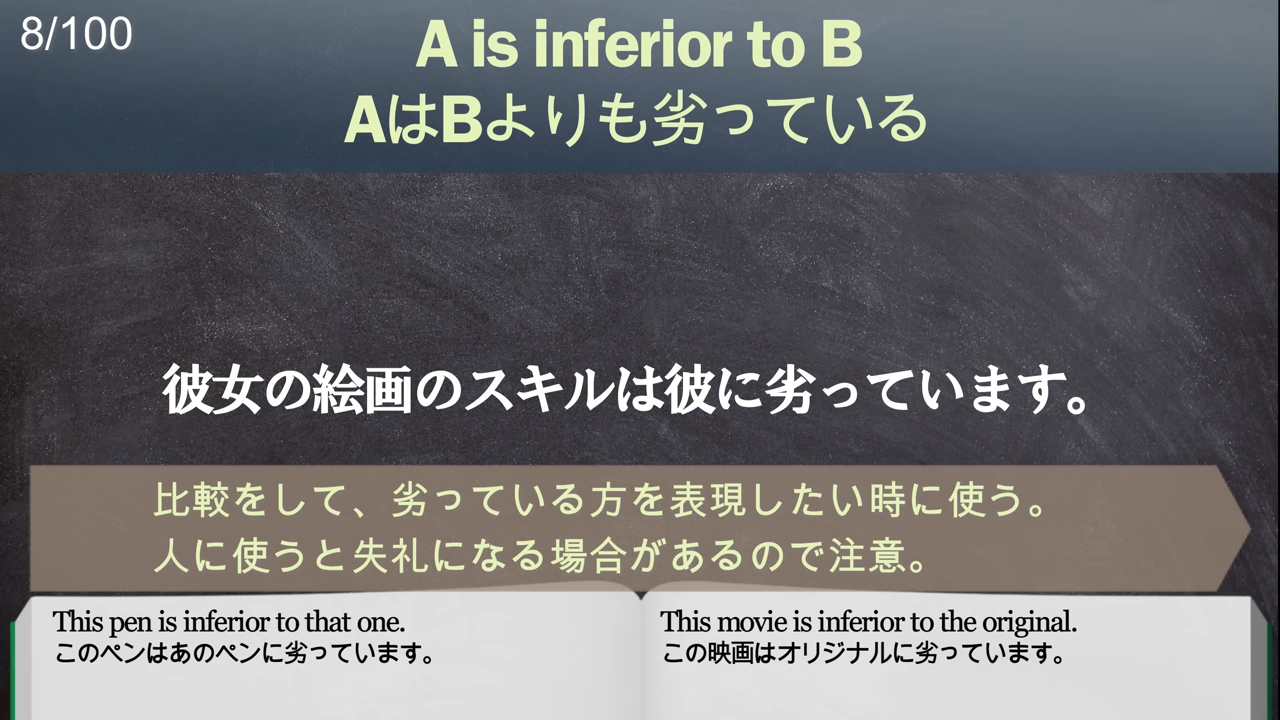 8/100
A is inferior to B
AはBよりも劣っている
彼女の絵画のスキルは彼に劣っています。
比較をして、劣っている方を表現したい時に使う。
人に使うと失礼になる場合があるので注意。
This pen is inferior to that one.
このペンはあのペンに劣っています。
This movie is inferior to the original.
この映画はオリジナルに劣っています。